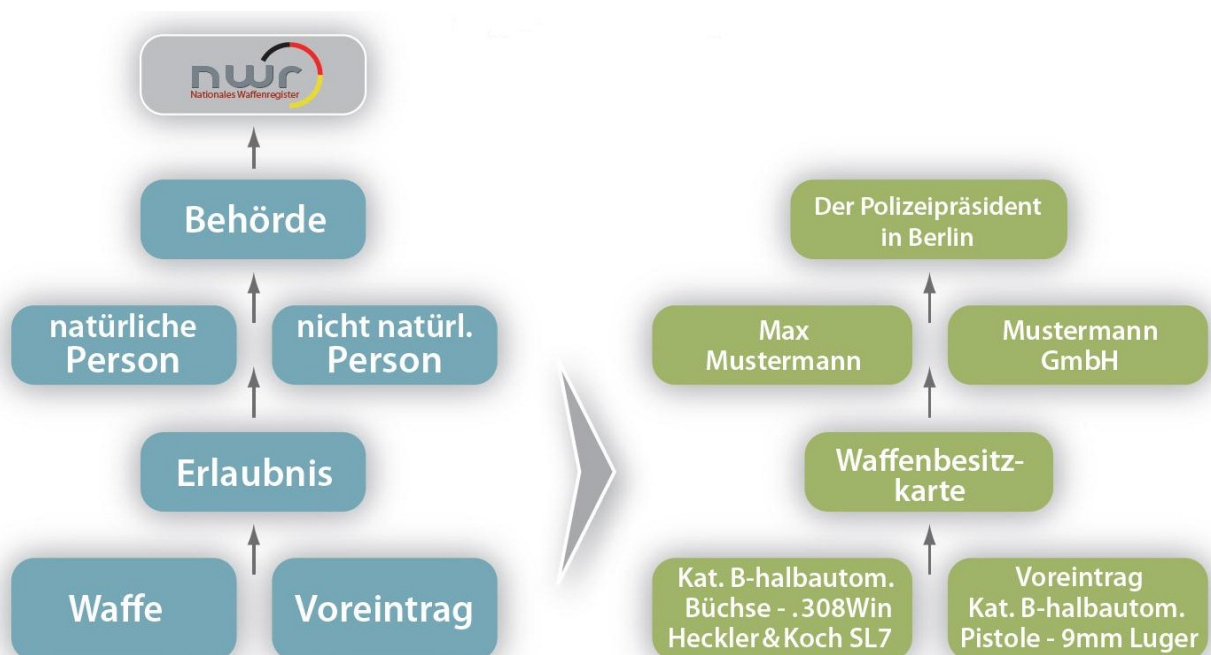 nwr
Nationales Waffenregister
Behörde
natürliche
Person
nicht natürl.
Person
Erlaubnis
Waffe
Voreintrag
Der Polizeipräsident
in Berlin
Max
Mustermann
Mustermann
GmbH
Waffenbesitz-
karte
Kat. B-halbautom.
Büchse - .308Win
Heckler & Koch SL7
Voreintrag
Kat. B-halbautom.
Pistole - 9mm Luger